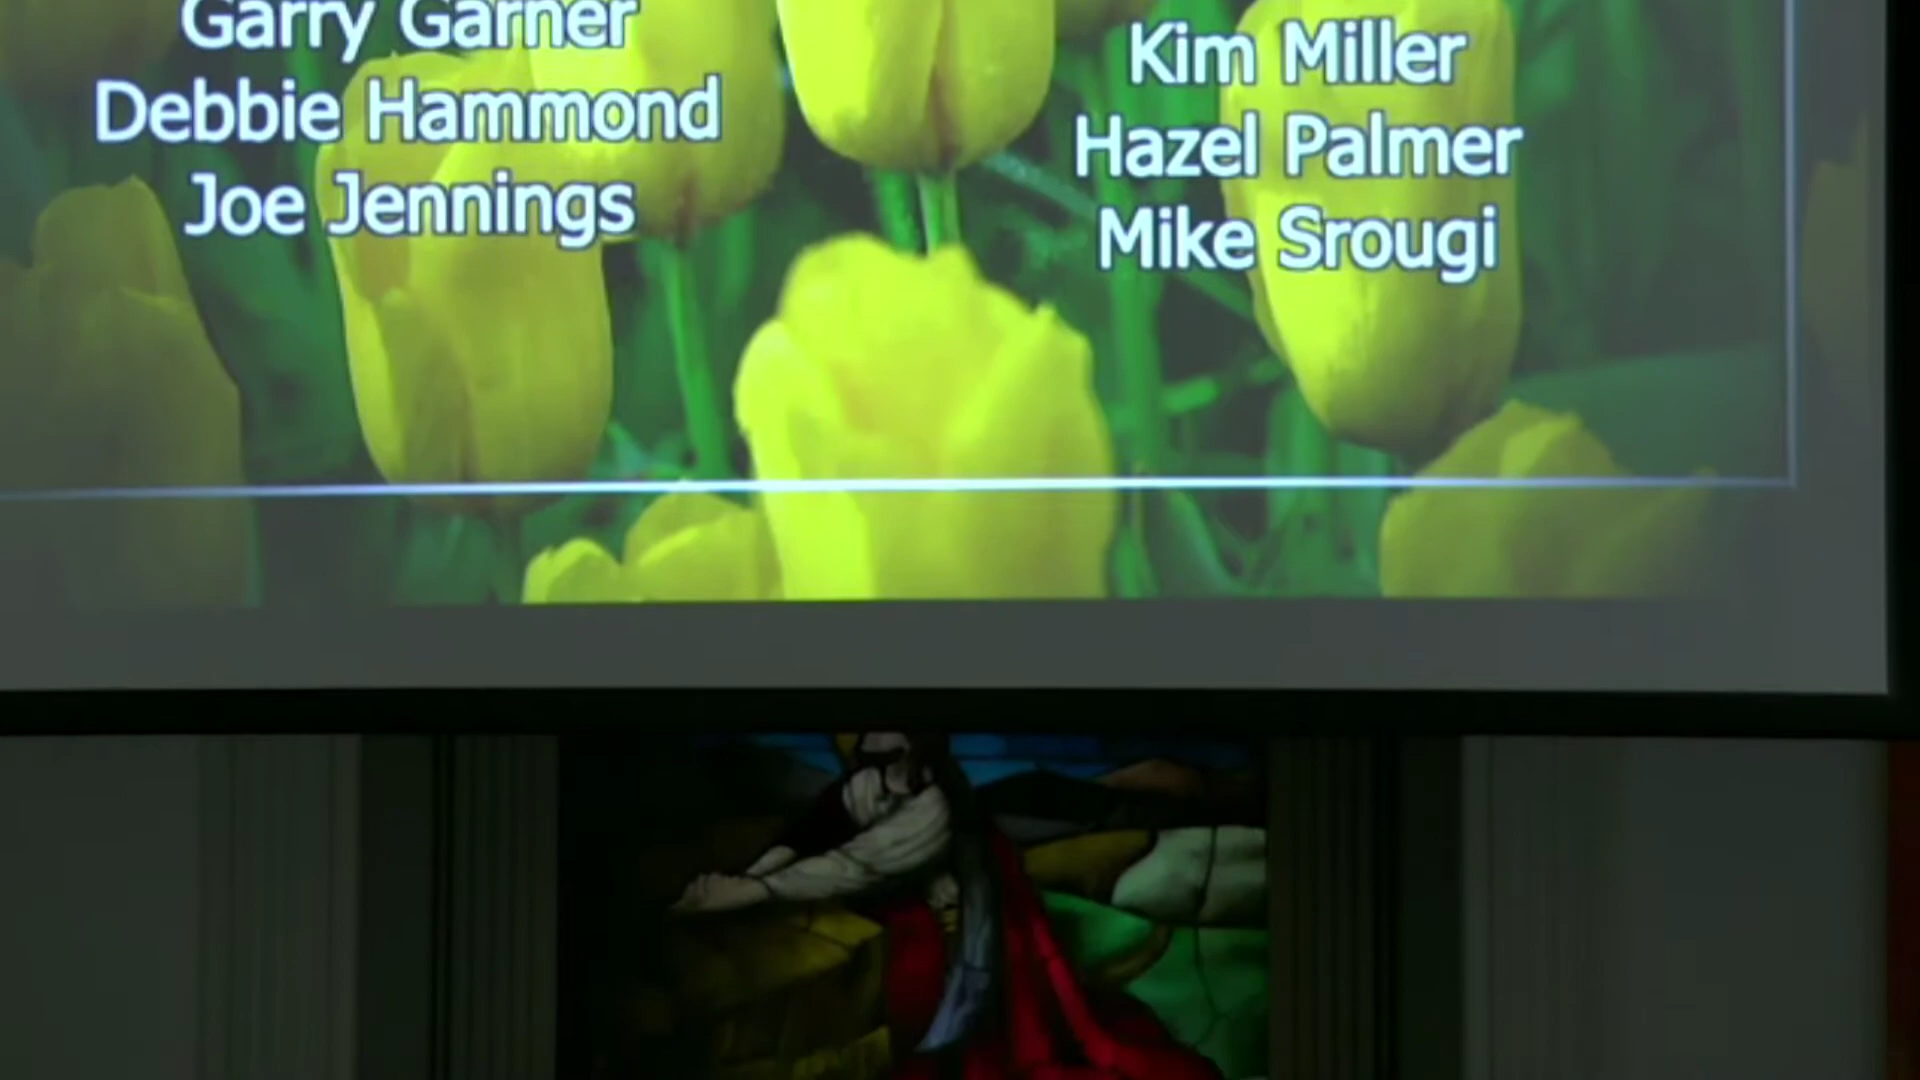 Garry Garner
Debbie Hammond
Joe Jennings
Kim Miller
Hazel Palmer
Mike Srougi